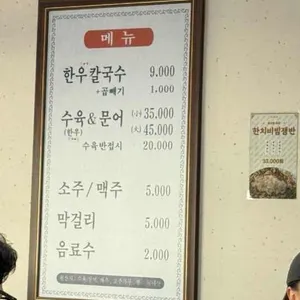 메뉴
한우칼국수 9,000
+곱빼기 1,000
수육&문어 (小) 35,000
(한우) (大) 45,000
수육반접시 20,000
소주/맥주 5,000
막걸리 5,000
음료수 2,000
한치비빔쟁반
10,000원